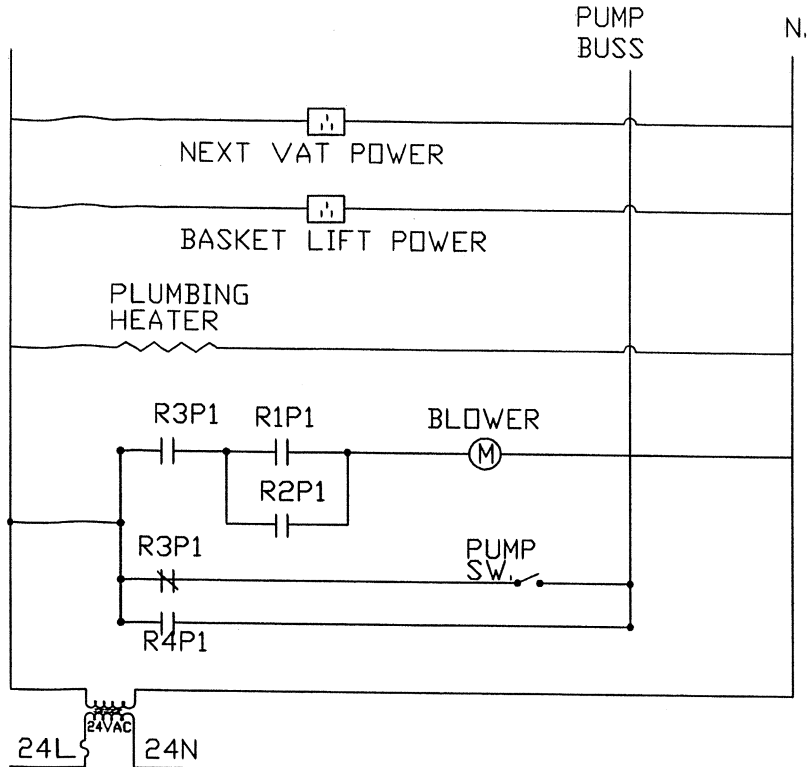 PUMP
BUSS
N.
NEXT VAT POWER
BASKET LIFT POWER
PLUMBING
HEATER
R3P1
R1P1
BLOWER
M
R2P1
R3P1
PUMP
SW.
R4P1
24VAC
24L
24N